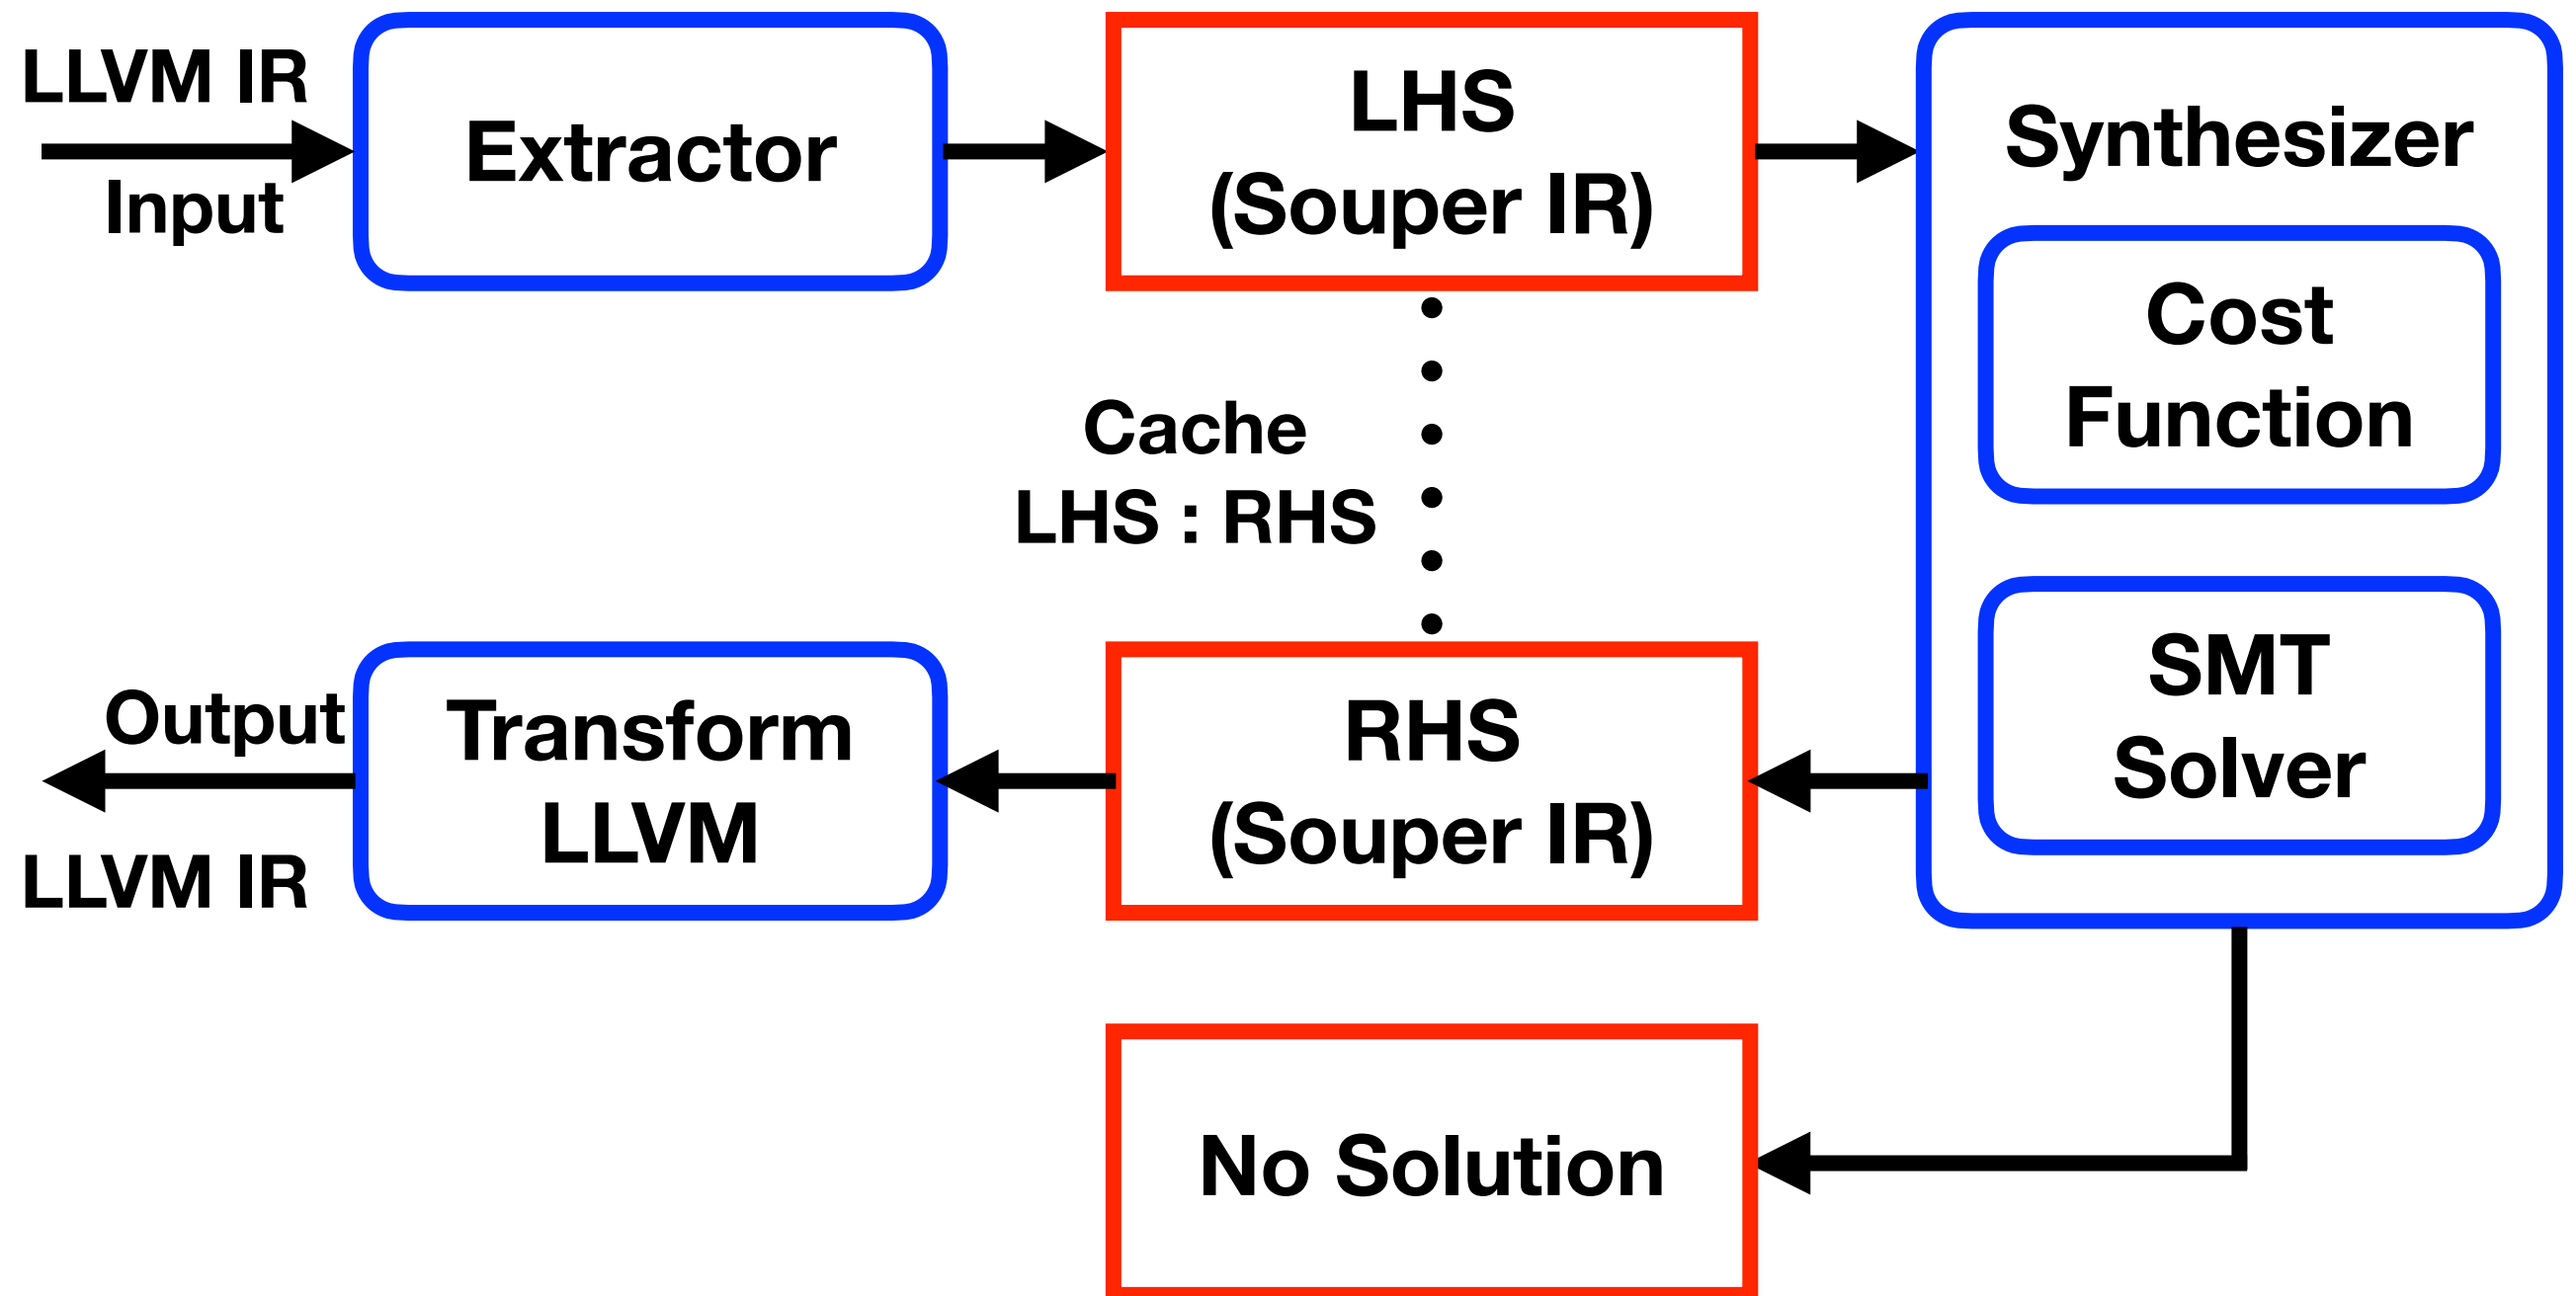 LLVM IR
Input
Extractor
LHS
(Souper IR)
Synthesizer
Cost
Function
SMT
Solver
Cache
LHS : RHS
RHS
(Souper IR)
Transform
LLVM
Output
LLVM IR
No Solution